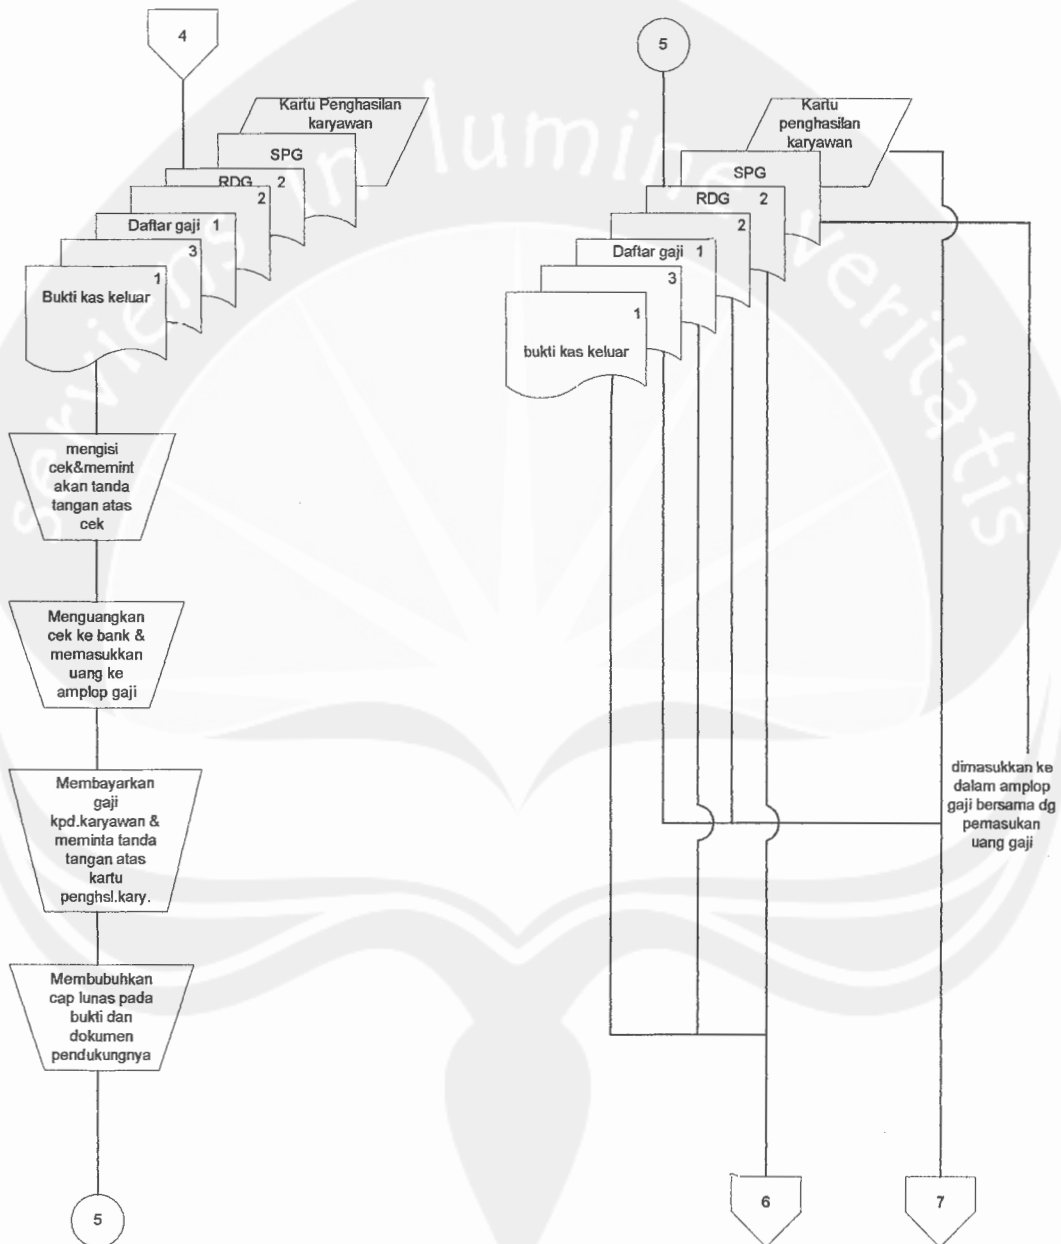 4
Kartu Penghasilan
karyawan
SPG
RDG 2
2
Daftar gaji 1
3
1
Bukti kas keluar
mengisi
cek&memint
akan tanda
tangan atas
cek
Menguangkan
cek ke bank &
memasukkan
uang ke
amplop gaji
Membayarkan
gaji
kpd.karyawan &
meminta tanda
tangan atas
kartu
penghsl.kary.
Membubuhkan
cap lunas pada
bukti dan
dokumen
pendukungnya
5
5
Kartu
penghasilan
karyawan
SPG
RDG 2
2
Daftar gaji 1
3
1
bukti kas keluar
dimasukkan ke
dalam amplop
gaji bersama dg
pemasukan
uang gaji
6
7
serviens in lumine veritatis